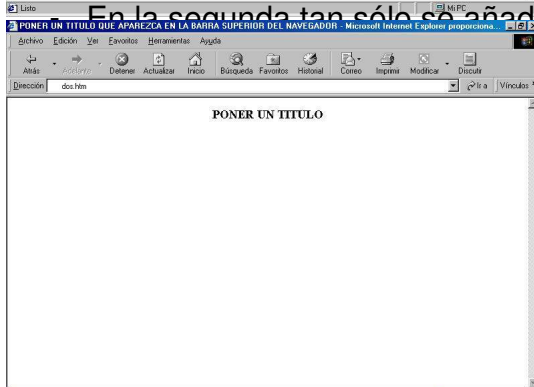 Listo Mi PC
- En la segunda tan sólo se añad
PONER UN TITULO QUE APAREZCA EN LA BARRA SUPERIOR DEL NAVEGADOR - Microsoft Internet Explorer proporciona...
Archivo Edición Ver Favoritos Herramientas Ayuda
Atrás Adelante Detener Actualizar Inicio Búsqueda Favoritos Historial Correo Imprimir Modificar Discutir
Dirección dos.htm Ir a Vínculos
PONER UN TITULO